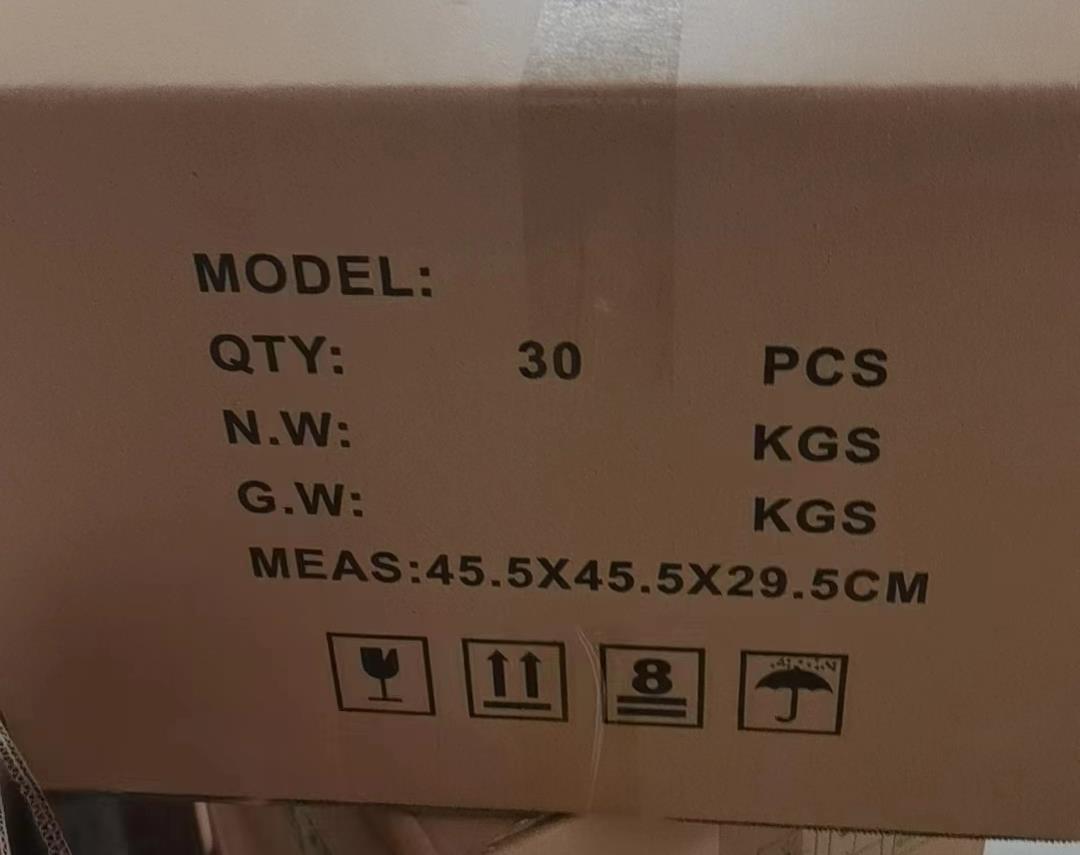 MODEL:
QTY: 30 PCS
N.W: KGS
G.W: KGS
MEAS:45.5X45.5X29.5CM
8